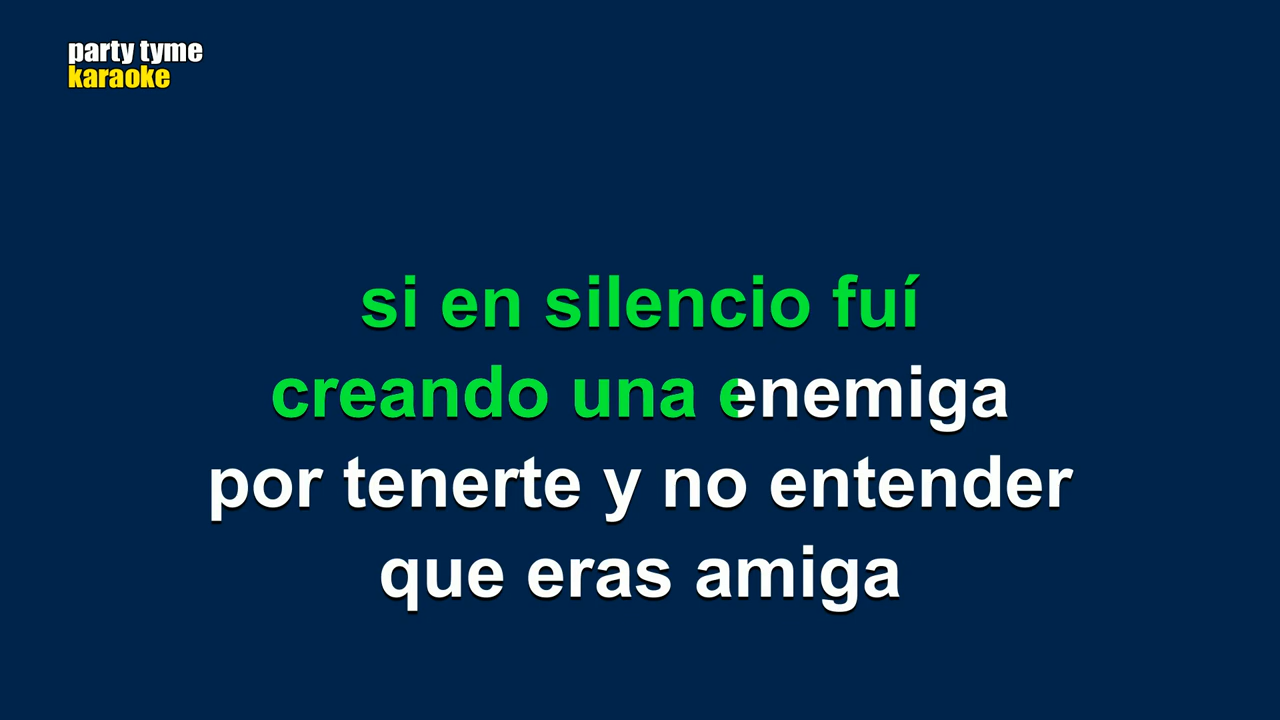 party tyme
karaoke
si en silencio fuí
creando una enemiga
por tenerte y no entender
que eras amiga